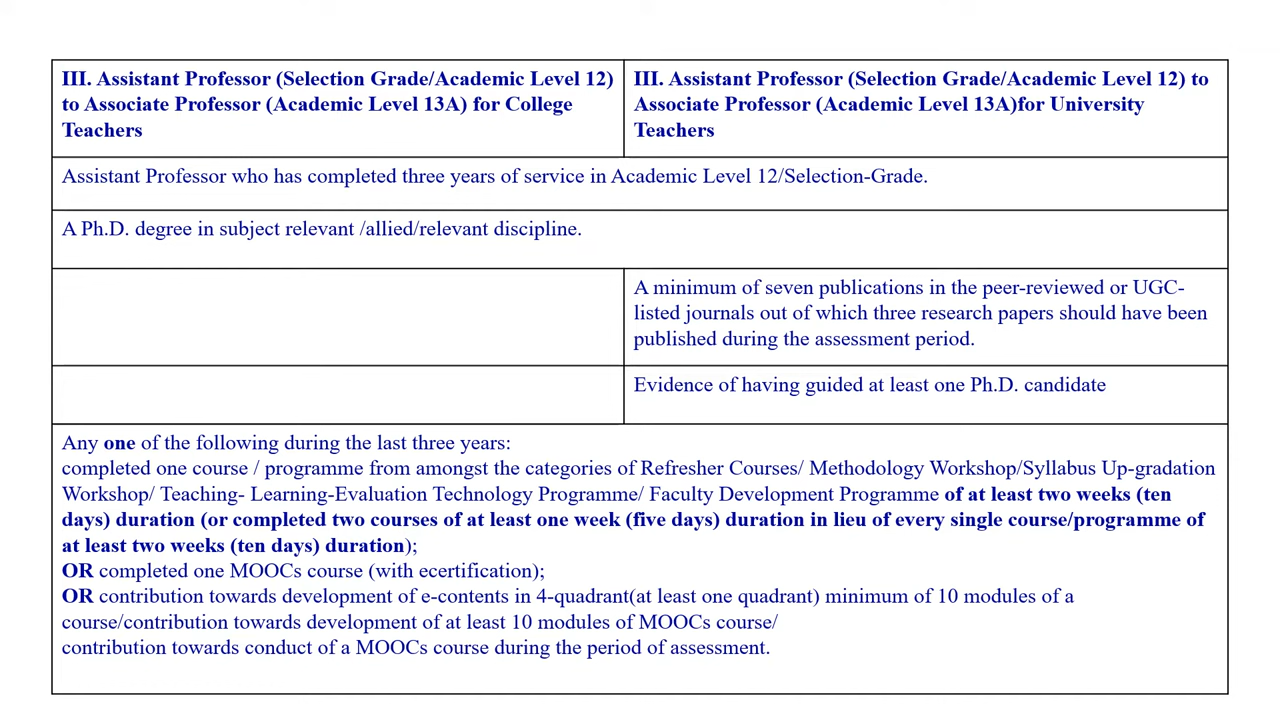 III. Assistant Professor (Selection Grade/Academic Level 12)
to Associate Professor (Academic Level 13A) for College
Teachers
III. Assistant Professor (Selection Grade/Academic Level 12) to
Associate Professor (Academic Level 13A)for University
Teachers
Assistant Professor who has completed three years of service in Academic Level 12/Selection-Grade.
A Ph.D. degree in subject relevant /allied/relevant discipline.
A minimum of seven publications in the peer-reviewed or UGC-
listed journals out of which three research papers should have been
published during the assessment period.
Evidence of having guided at least one Ph.D. candidate
Any one of the following during the last three years:
completed one course / programme from amongst the categories of Refresher Courses/ Methodology Workshop/Syllabus Up-gradation
Workshop/ Teaching- Learning-Evaluation Technology Programme/ Faculty Development Programme of at least two weeks (ten
days) duration (or completed two courses of at least one week (five days) duration in lieu of every single course/programme of
at least two weeks (ten days) duration);
OR completed one MOOCs course (with ecertification);
OR contribution towards development of e-contents in 4-quadrant(at least one quadrant) minimum of 10 modules of a
course/contribution towards development of at least 10 modules of MOOCs course/
contribution towards conduct of a MOOCs course during the period of assessment.